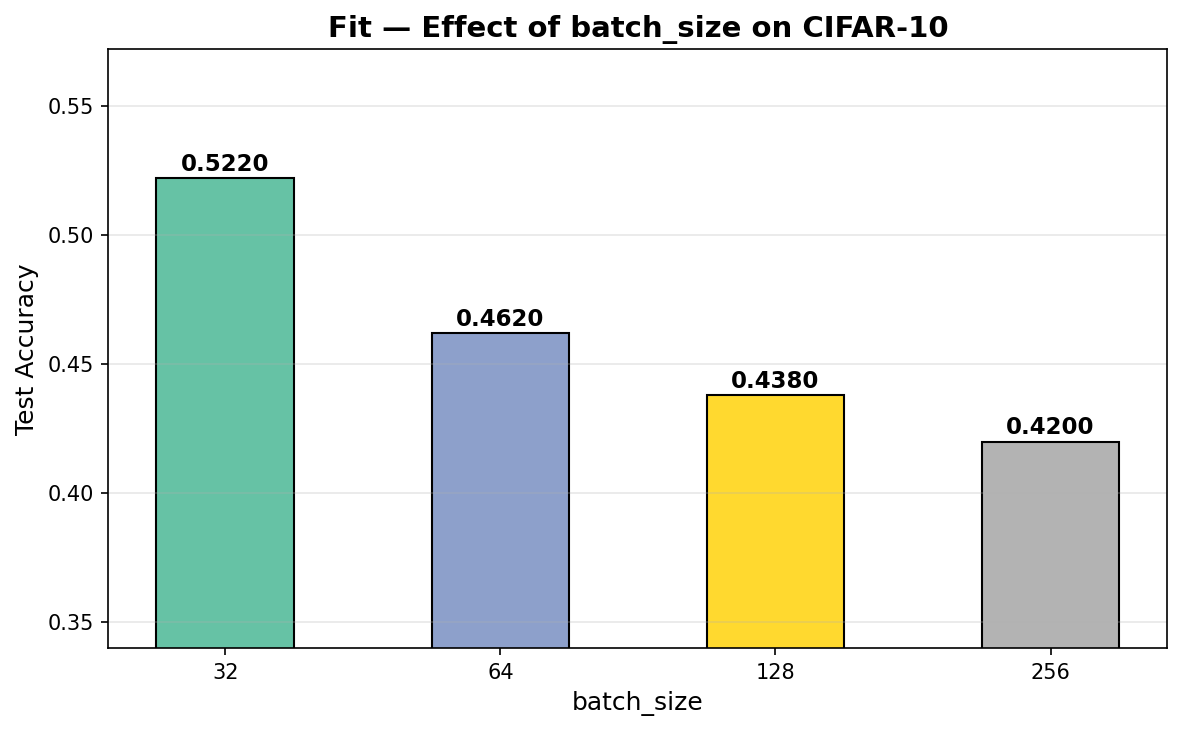 Fit — Effect of batch_size on CIFAR-10
Test Accuracy
0.55
0.50
0.45
0.40
0.35
0.5220
0.4620
0.4380
0.4200
32 64 128 256
batch_size